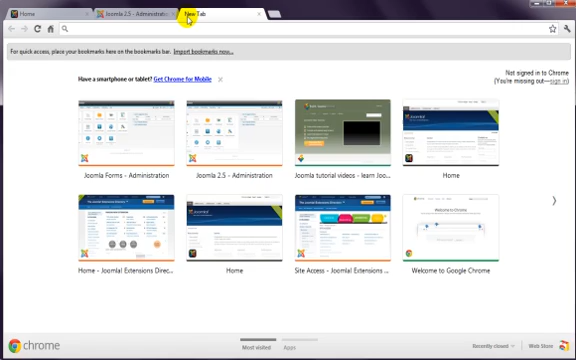 Home
Joomla 2.5 - Administrat
New Tab
For quick access, place your bookmarks here on the bookmarks bar. Import bookmarks now...
Have a smartphone or tablet? Get Chrome for Mobile
Not signed in to Chrome
(You're missing out—sign in)
Joomla Forms - Administration
Joomla 2.5 - Administration
Joomla tutorial videos - learn Joo...
Home
Home - Joomla! Extensions Direc...
Home
Site Access - Joomla! Extensions ...
Welcome to Google Chrome
chrome
Most visited
Apps
Recently closed
Web Store